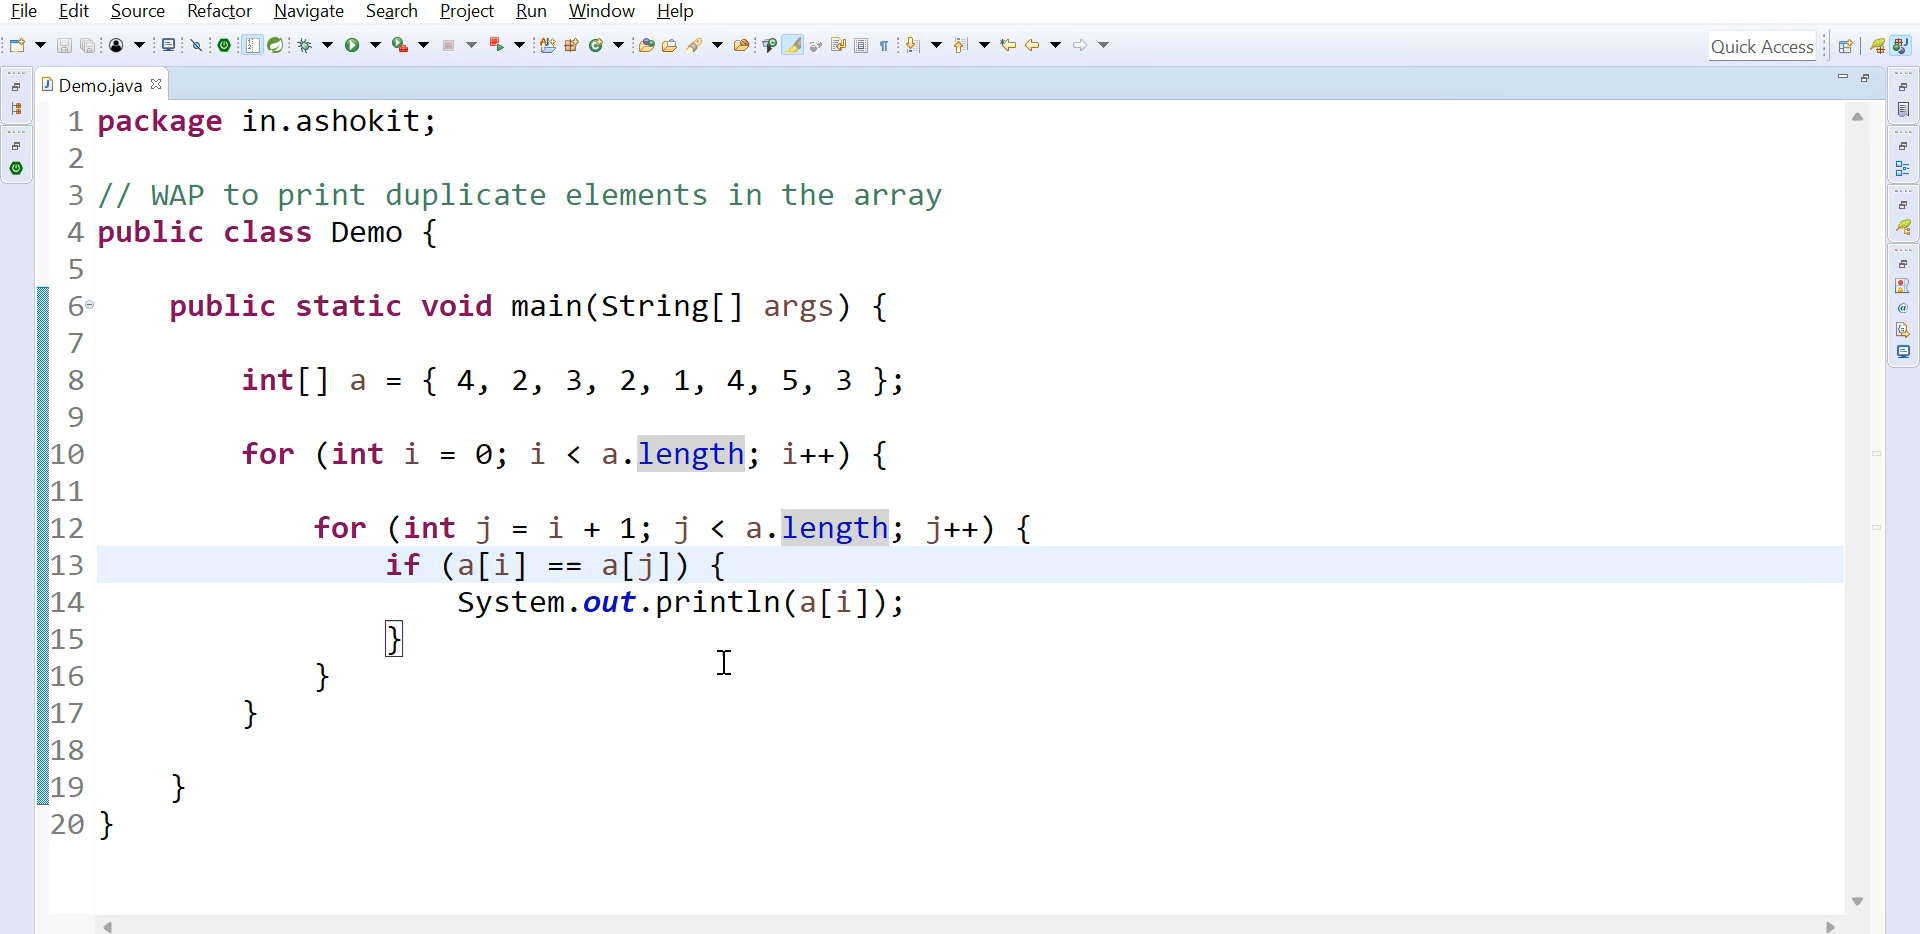 File Edit Source Refactor Navigate Search Project Run Window Help
Quick Access
Demo.java
1 package in.ashokit;
2
3 // WAP to print duplicate elements in the array
4 public class Demo {
5
6 public static void main(String[] args) {
7
8 int[] a = { 4, 2, 3, 2, 1, 4, 5, 3 };
9
10 for (int i = 0; i < a.length; i++) {
11
12 for (int j = i + 1; j < a.length; j++) {
13 if (a[i] == a[j]) {
14 System.out.println(a[i]);
15 }
16 }
17 }
18
19 }
20 }